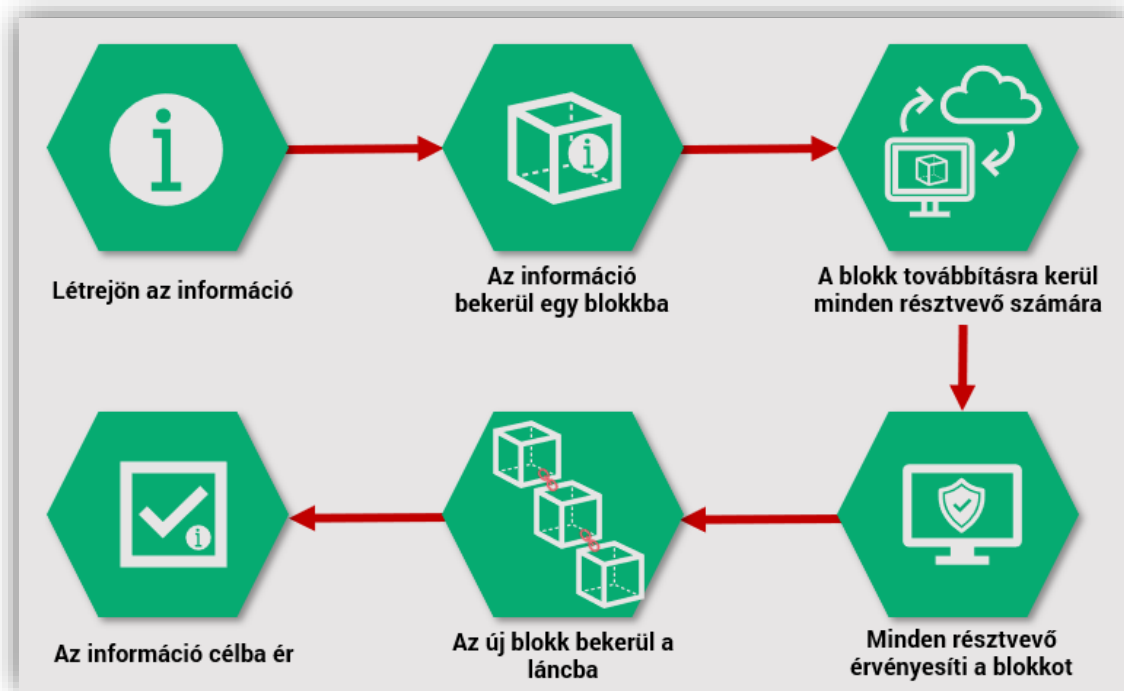 Létrejön az információ
Az információ
bekerül egy blokkba
A blokk továbbításra kerül
minden résztvevő számára
Minden résztvevő
érvényesíti a blokkot
Az új blokk bekerül a
láncba
Az információ célba ér